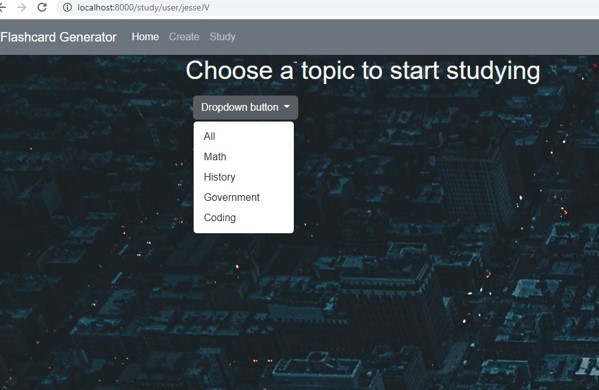 localhost:8000/study/user/jesseJV
Flashcard Generator Home Create Study
Choose a topic to start studying
Dropdown button
All
Math
History
Government
Coding